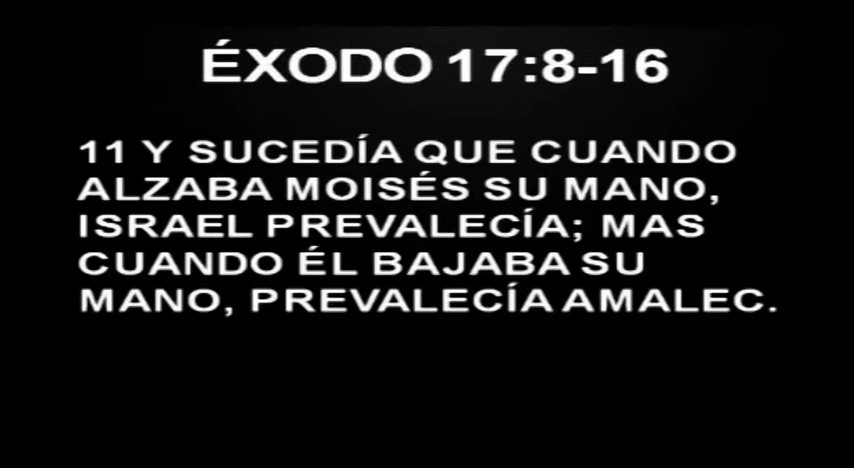 ÉXODO 17:8-16
11 Y SUCEDÍA QUE CUANDO
ALZABA MOISÉS SU MANO,
ISRAEL PREVALECÍA; MAS
CUANDO ÉL BAJABA SU
MANO, PREVALECÍA AMALEC.